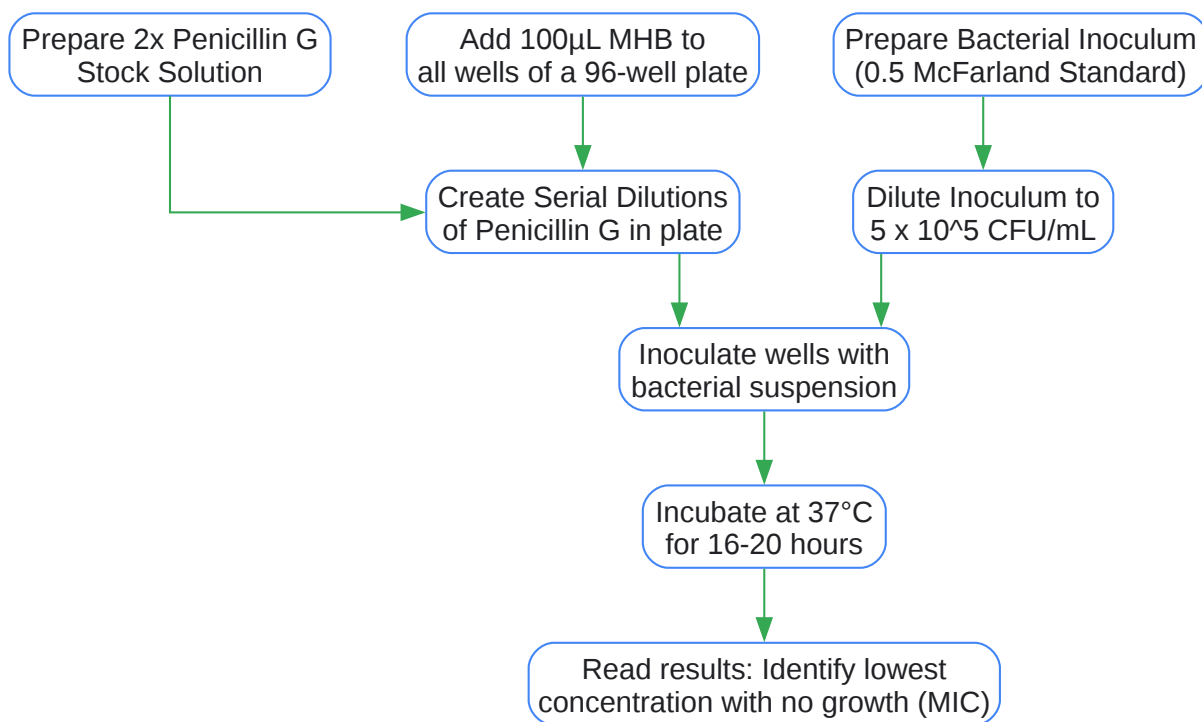 Prepare 2x Penicillin G
Stock Solution
Add 100µL MHB to
all wells of a 96-well plate
Prepare Bacterial Inoculum
(0.5 McFarland Standard)
Create Serial Dilutions
of Penicillin G in plate
Dilute Inoculum to
5 x 10^5 CFU/mL
Inoculate wells with
bacterial suspension
Incubate at 37°C
for 16-20 hours
Read results: Identify lowest
concentration with no growth (MIC)